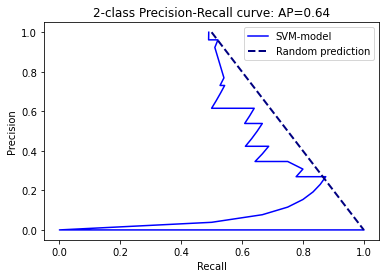 2-class Precision-Recall curve: AP=0.64
SVM-model
Random prediction
Precision
1.0
0.8
0.6
0.4
0.2
0.0
0.0 0.2 0.4 0.6 0.8 1.0
Recall